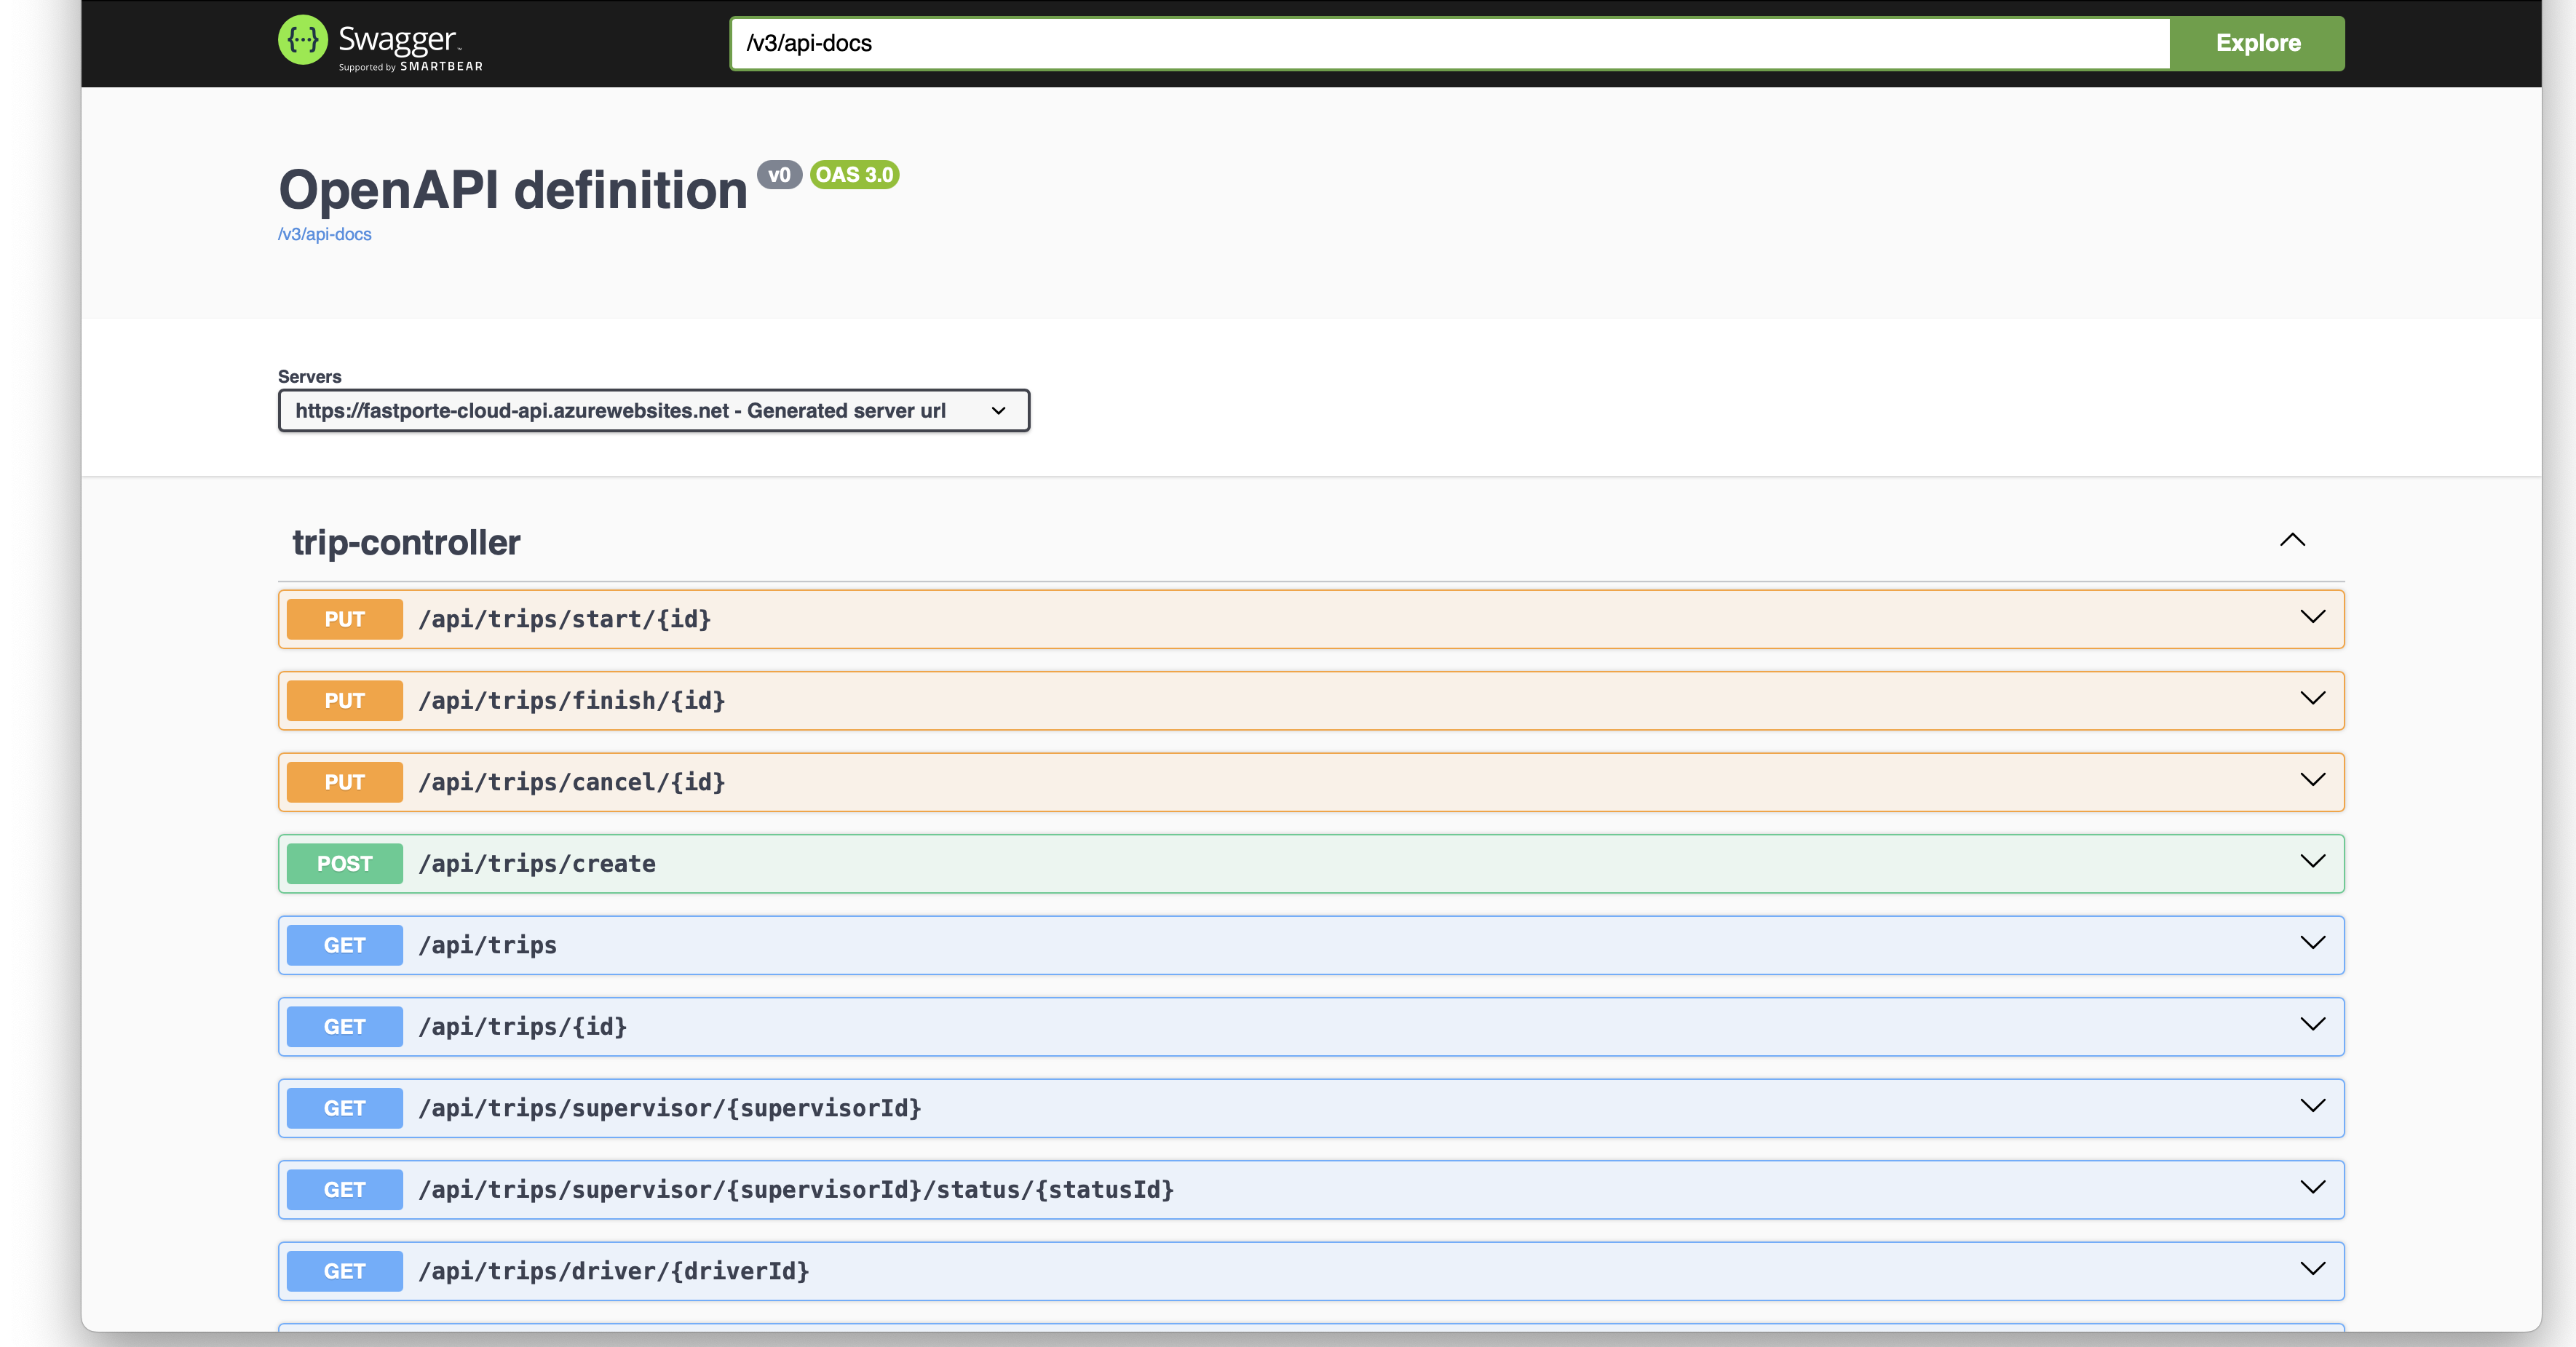 Swagger
Supported by SMARTBEAR
/v3/api-docs
Explore
OpenAPI definition v0 OAS 3.0
/v3/api-docs
Servers
https://fastporte-cloud-api.azurewebsites.net - Generated server url
trip-controller
PUT /api/trips/start/{id}
PUT /api/trips/finish/{id}
PUT /api/trips/cancel/{id}
POST /api/trips/create
GET /api/trips
GET /api/trips/{id}
GET /api/trips/supervisor/{supervisorId}
GET /api/trips/supervisor/{supervisorId}/status/{statusId}
GET /api/trips/driver/{driverId}